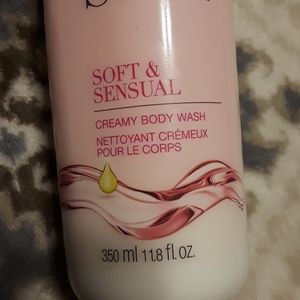 SOFT &
SENSUAL
CREAMY BODY WASH
NETTOYANT CRÉMEUX
POUR LE CORPS
350 ml 11.8 fl.oz.